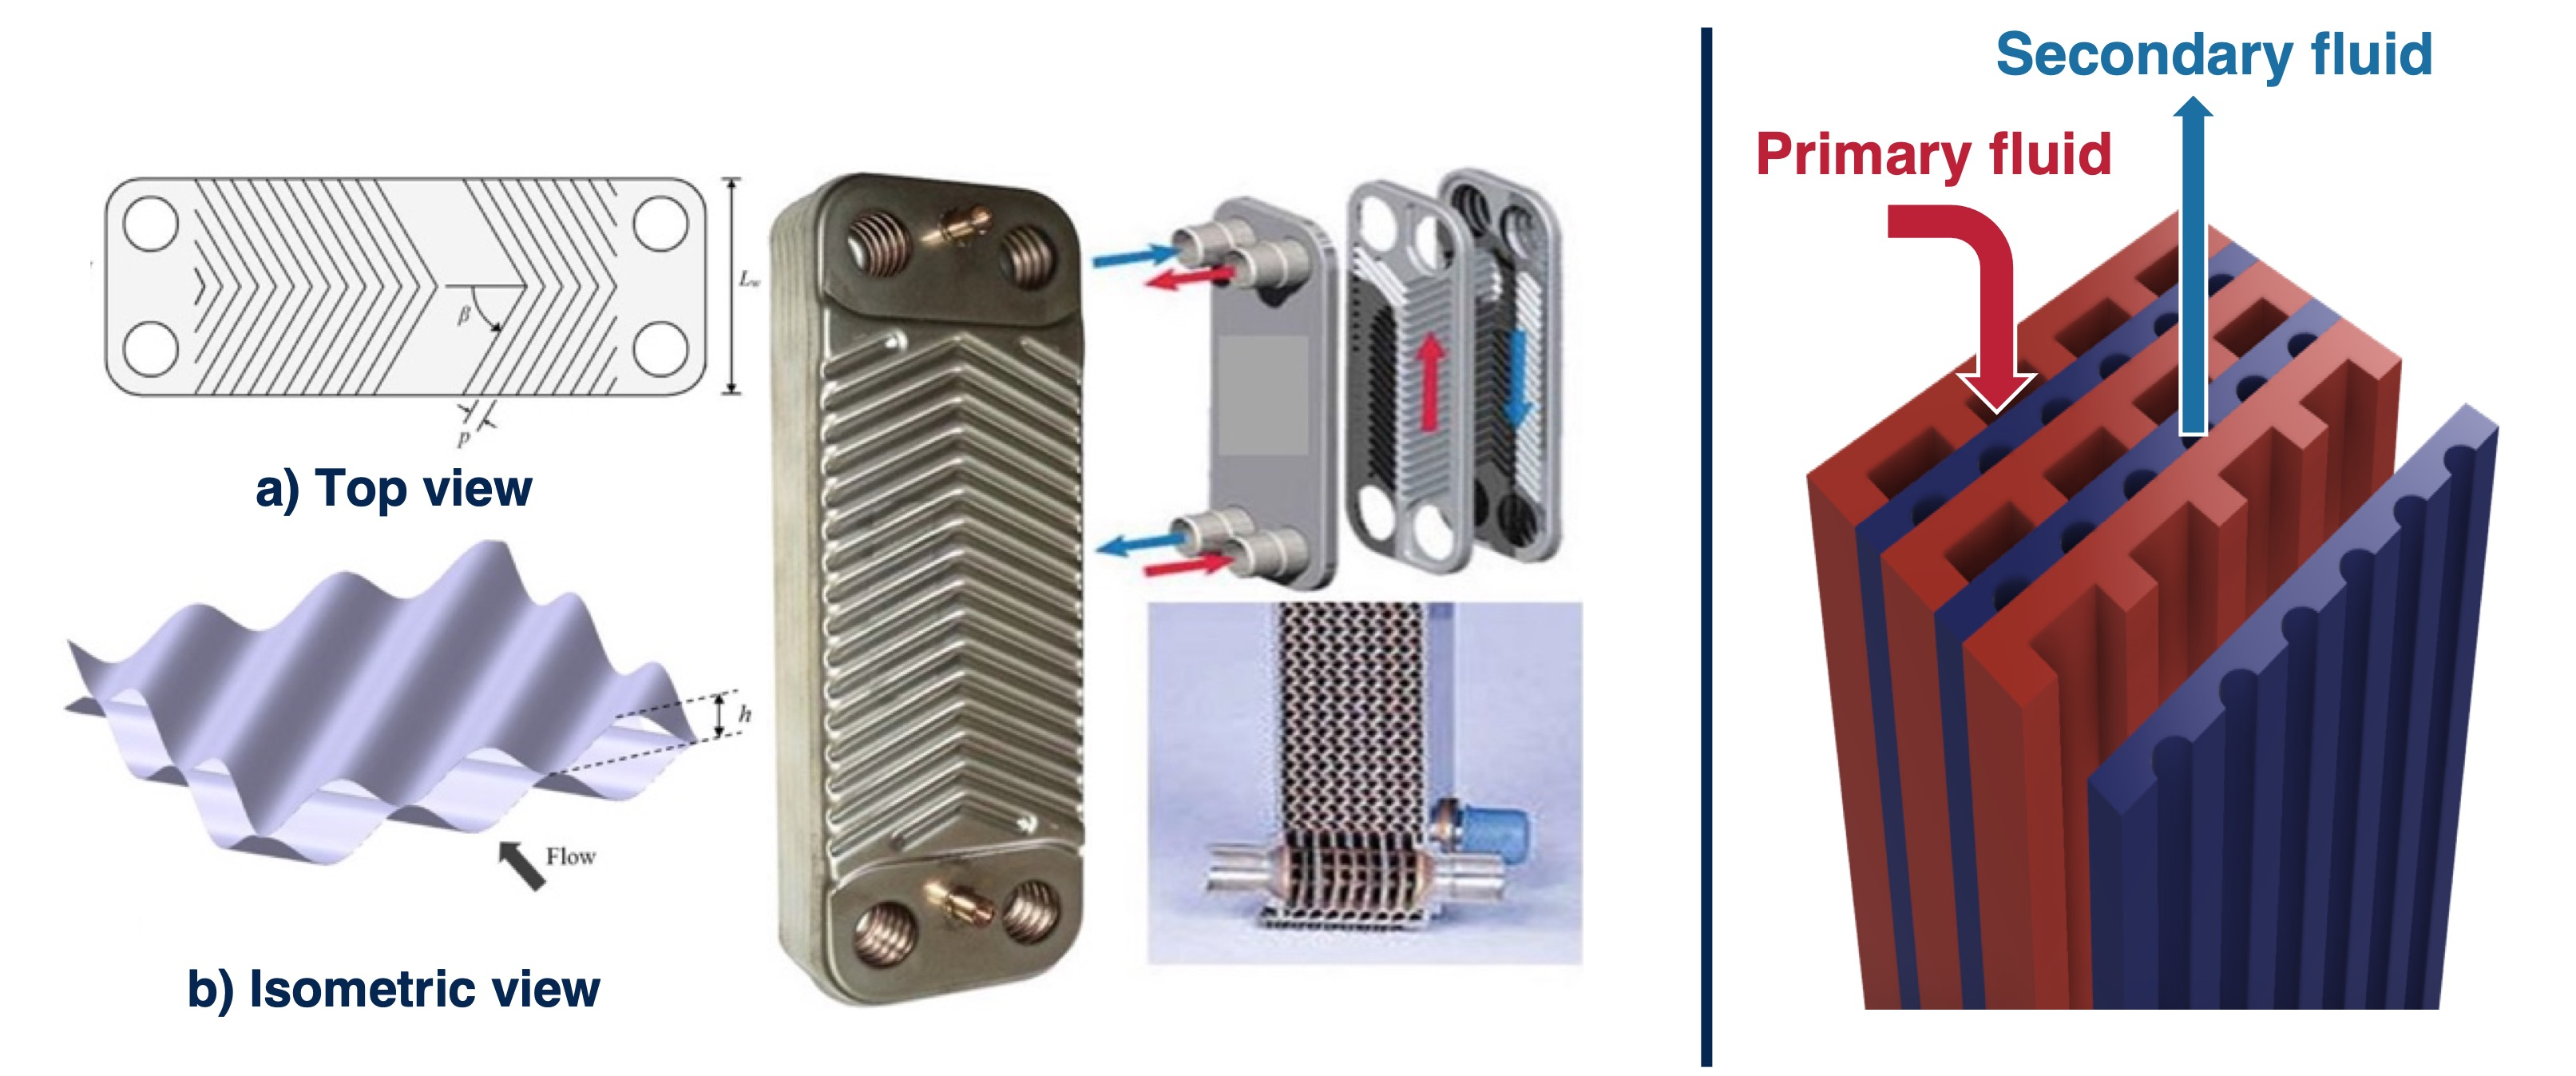 Secondary fluid
Primary fluid
L_w
β
p
a) Top view
h
Flow
b) Isometric view